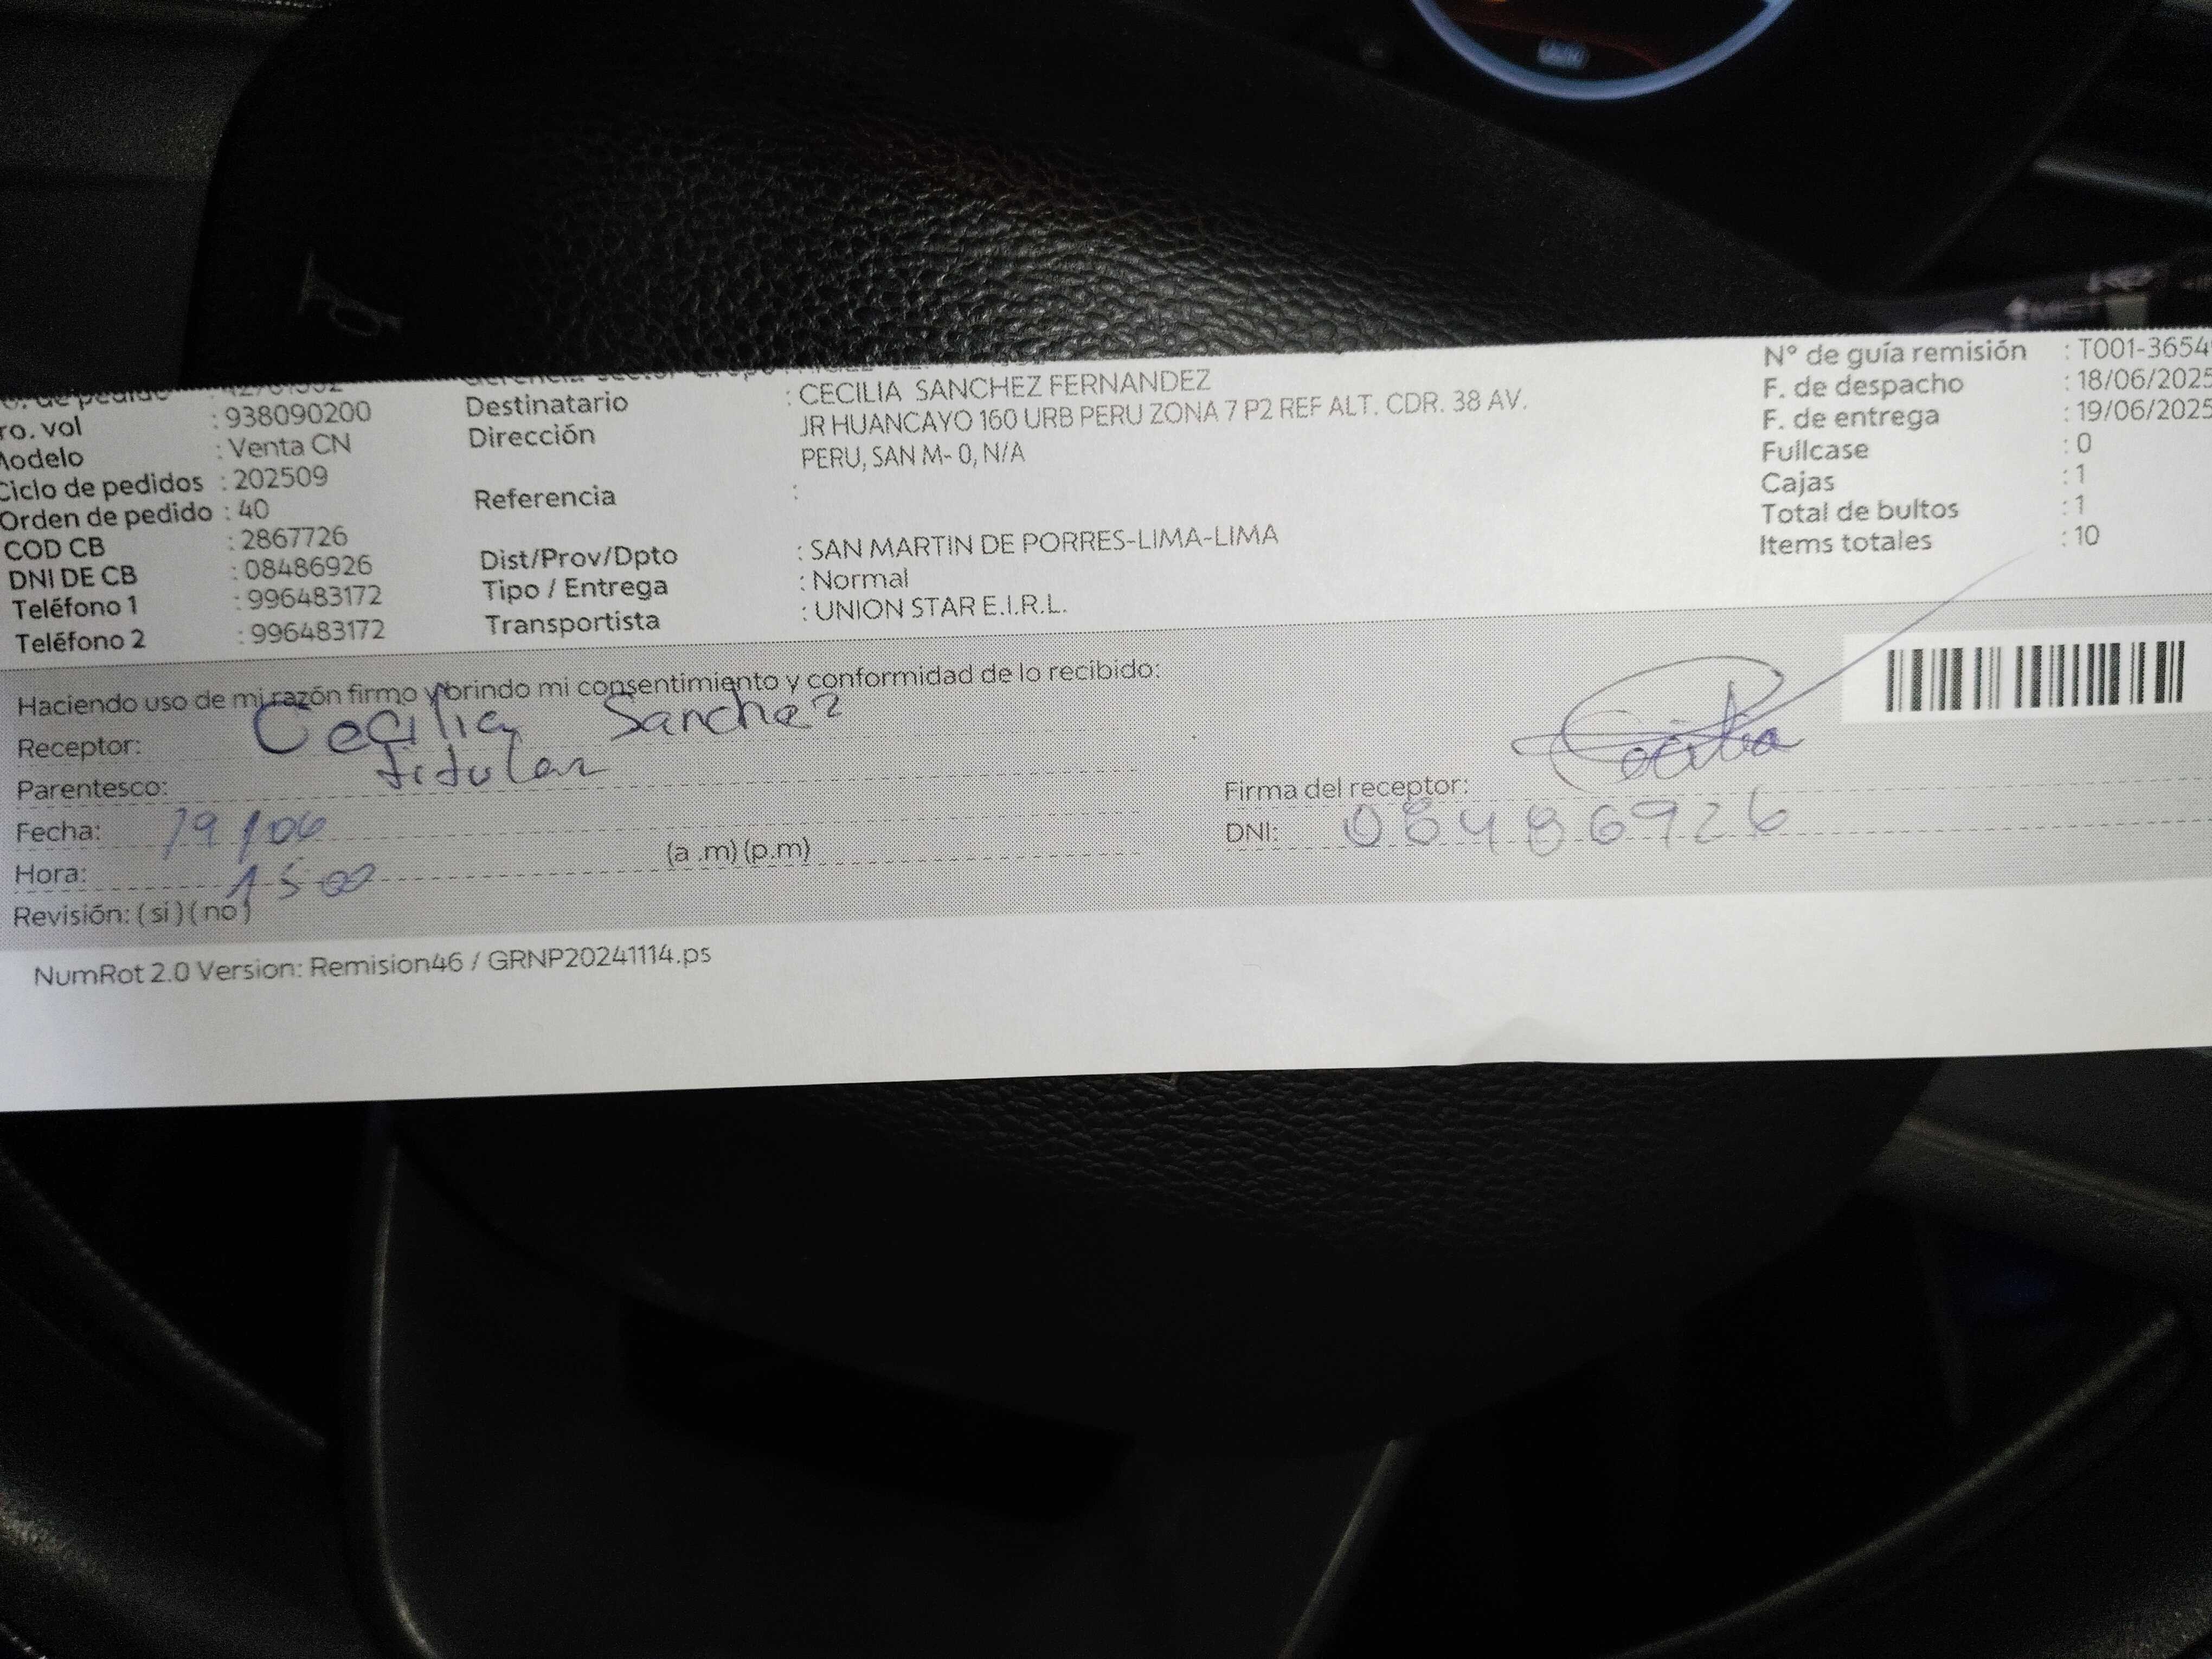 ro. vol : 938090200
Modelo : Venta CN
Ciclo de pedidos : 202509
Orden de pedido : 40
COD CB : 2867726
DNI DE CB : 08486926
Teléfono 1 : 996483172
Teléfono 2 : 996483172
Destinatario : CECILIA SANCHEZ FERNANDEZ
Dirección JR HUANCAYO 160 URB PERU ZONA 7 P2 REF ALT. CDR. 38 AV.
PERU, SAN M- 0, N/A
Referencia :
Dist/Prov/Dpto : SAN MARTIN DE PORRES-LIMA-LIMA
Tipo / Entrega : Normal
Transportista : UNION STAR E.I.R.L.
N° de guía remisión : T001-3654
F. de despacho : 18/06/2025
F. de entrega : 19/06/2025
Fullcase : 0
Cajas : 1
Total de bultos : 1
Items totales : 10
Haciendo uso de mi razón firmo y brindo mi consentimiento y conformidad de lo recibido:
Receptor: Cecilia Sanchez
Parentesco: titular
Fecha: 19/06
Hora: 1500 (a .m) (p.m)
Revisión: (si) (no)
Firma del receptor: Cecilia
DNI: 08486926
NumRot 2.0 Version: Remision46 / GRNP20241114.ps